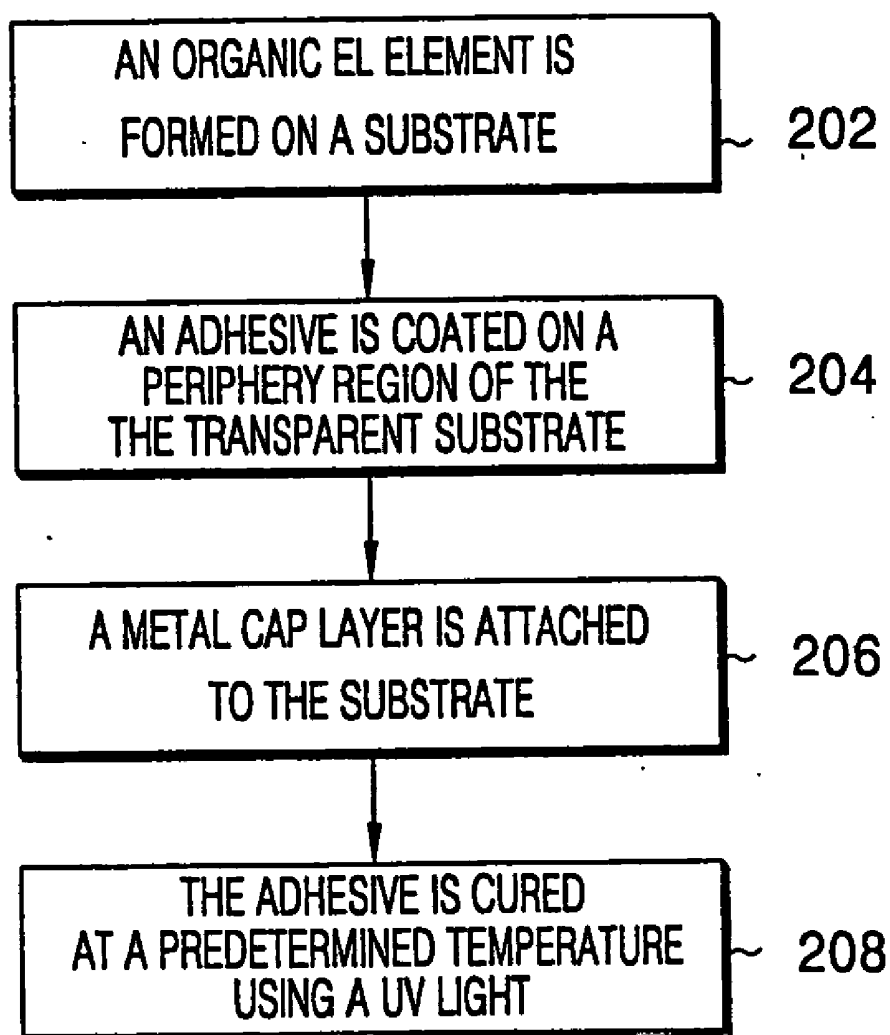 AN ORGANIC EL ELEMENT IS
FORMED ON A SUBSTRATE
202
AN ADHESIVE IS COATED ON A
PERIPHERY REGION OF THE
THE TRANSPARENT SUBSTRATE
204
A METAL CAP LAYER IS ATTACHED
TO THE SUBSTRATE
206
THE ADHESIVE IS CURED
AT A PREDETERMINED TEMPERATURE
USING A UV LIGHT
208